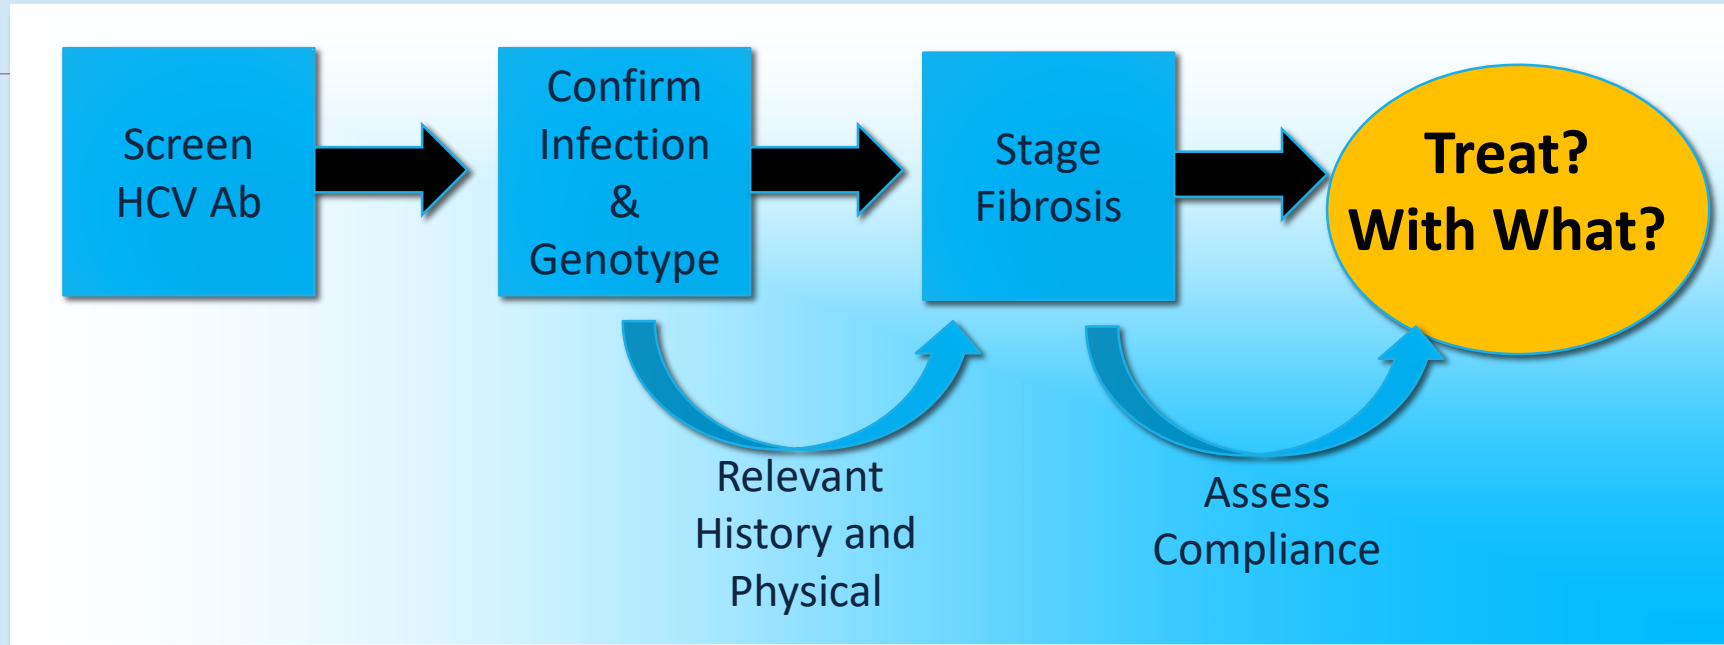 Screen
HCV Ab
Confirm
Infection
&
Genotype
Stage
Fibrosis
Treat?
With What?
Relevant
History and
Physical
Assess
Compliance